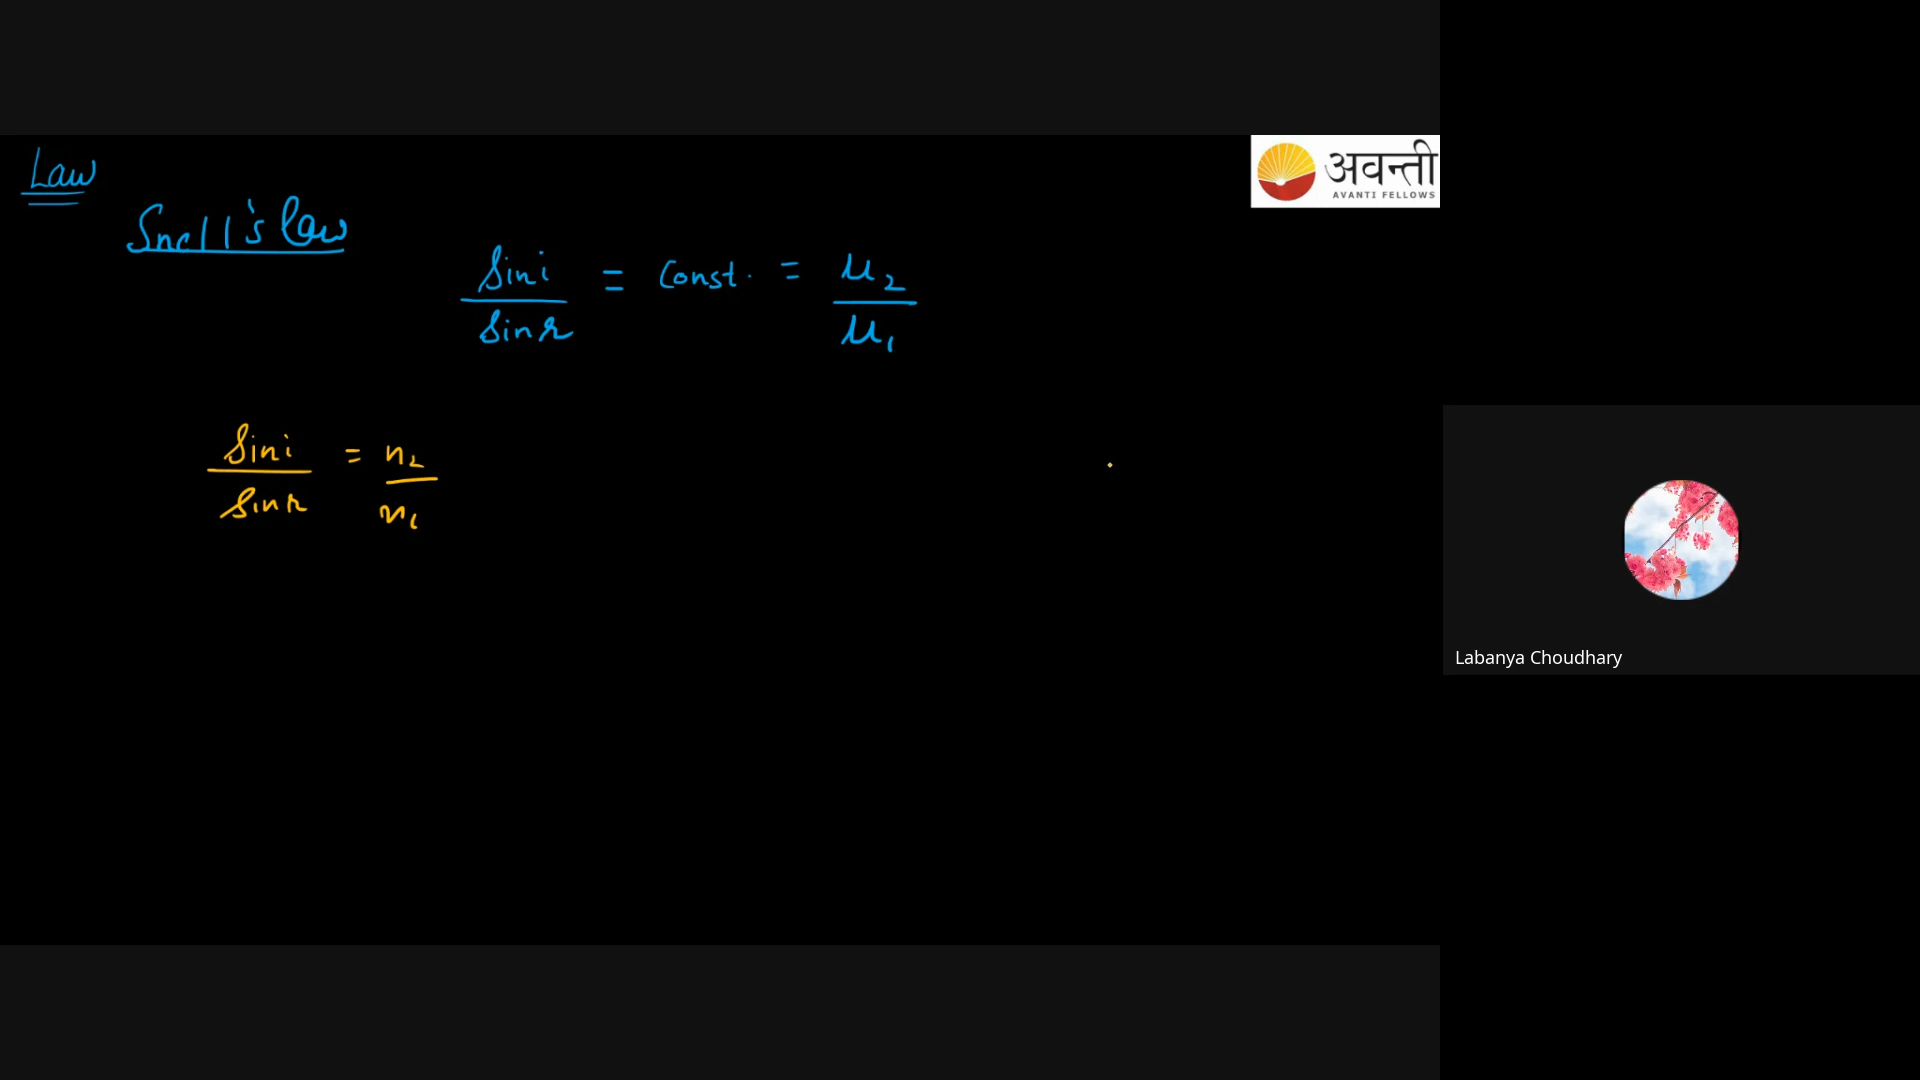 Law
अवन्ती
AVANTI FELLOWS
Snell's law
Sin i / Sin r = Const. = μ₂ / μ₁
Sin i / Sin r = n₂ / n₁
Labanya Choudhary